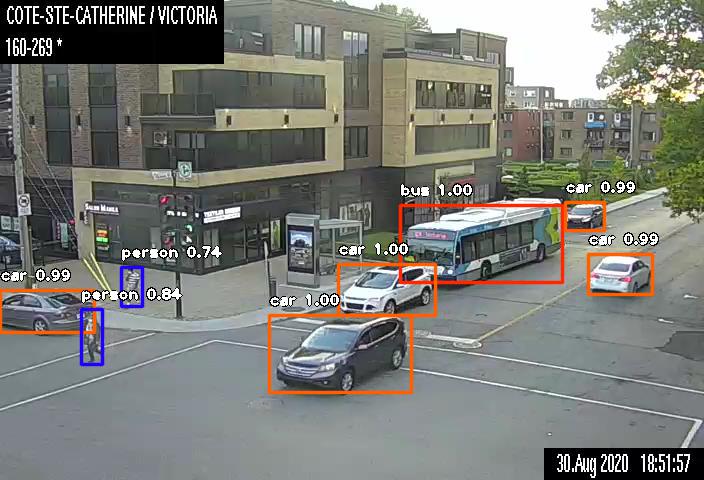 COTE-STE-CATHERINE / VICTORIA
160-269 *
bus 1.00
car 0.99
car 0.99
car 1.00
person 0.74
car 0.99
person 0.84
car 1.00
30.Aug 2020 18:51:57